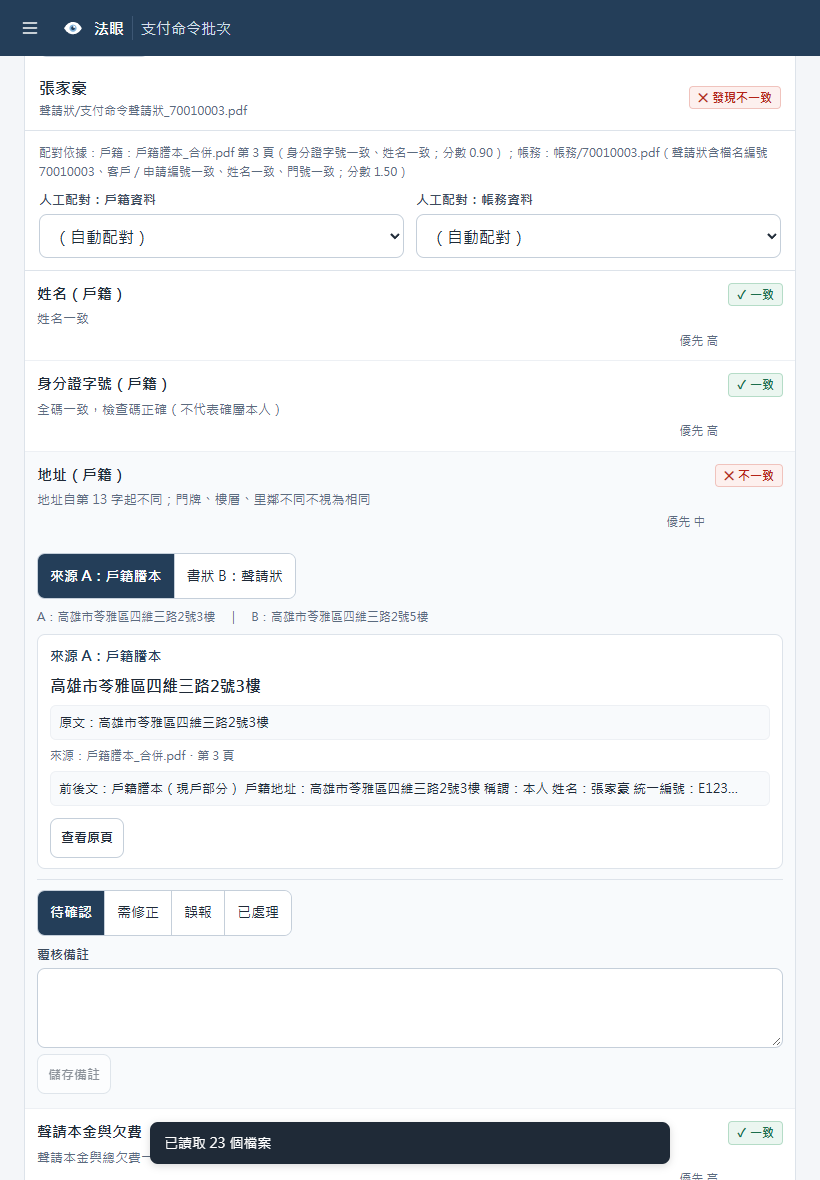 法眼 支付命令批次
張家豪
聲請狀/支付命令聲請狀_70010003.pdf
✕ 發現不一致
配對依據：戶籍：戶籍謄本_合併.pdf 第 3 頁（身分證字號一致、姓名一致；分數 0.90）；帳務：帳務/70010003.pdf（聲請狀含檔名編號
70010003、客戶 / 申請編號一致、姓名一致、門號一致；分數 1.50）
人工配對：戶籍資料
人工配對：帳務資料
（自動配對）
（自動配對）
姓名（戶籍）
✓ 一致
姓名一致
優先 高
身分證字號（戶籍）
✓ 一致
全碼一致，檢查碼正確（不代表確屬本人）
優先 高
地址（戶籍）
✕ 不一致
地址自第 13 字起不同；門牌、樓層、里鄰不同不視為相同
優先 中
來源 A：戶籍謄本
書狀 B：聲請狀
A：高雄市苓雅區四維三路2號3樓 ｜ B：高雄市苓雅區四維三路2號5樓
來源 A：戶籍謄本
高雄市苓雅區四維三路2號3樓
原文：高雄市苓雅區四維三路2號3樓
來源：戶籍謄本_合併.pdf · 第 3 頁
前後文：戶籍謄本（現戶部分） 戶籍地址：高雄市苓雅區四維三路2號3樓 稱謂：本人 姓名：張家豪 統一編號：E123...
查看原頁
待確認
需修正
誤報
已處理
覆核備註
儲存備註
聲請本金與欠費
✓ 一致
聲請本金與總欠費一
已讀取 23 個檔案
優先 高